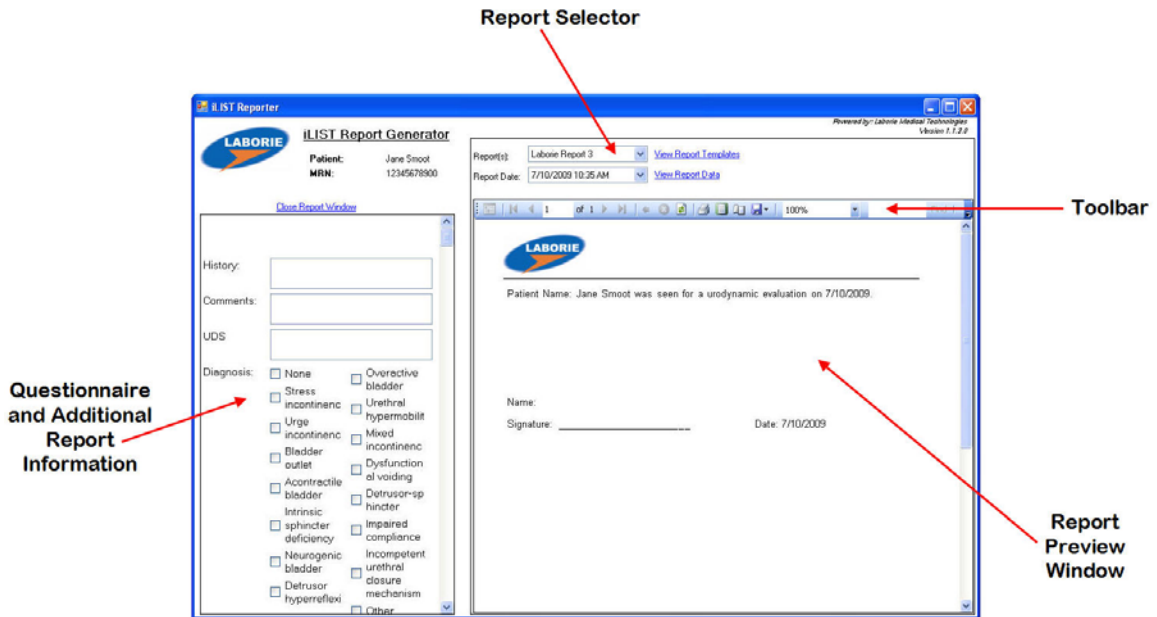 Report Selector
iLIST Reporter
Powered by: Laborie Medical Technologies
Version 1.1.2.0
LABORIE
iLIST Report Generator
Patient: Jane Smoot
MRN: 12345678900
Close Report Window
Report(s): Laborie Report 3 View Report Templates
Report Date: 7/10/2009 10:35 AM View Report Data
1 of 1 100%
Toolbar
LABORIE
Patient Name: Jane Smoot was seen for a urodynamic evaluation on 7/10/2009.
Name:
Signature: Date: 7/10/2009
History:
Comments:
UDS
Diagnosis:
None
Stress
incontinenc
Urge
incontinenc
Bladder
outlet
Acontractile
bladder
Intrinsic
sphincter
deficiency
Neurogenic
bladder
Detrusor
hyperreflexi
Overactive
bladder
Urethral
hypermobilit
Mixed
incontinenc
Dysfunction
al voiding
Detrusor-sp
hincter
Impaired
compliance
Incompetent
urethral
closure
mechanism
Other
Questionnaire
and Additional
Report
Information
Report
Preview
Window